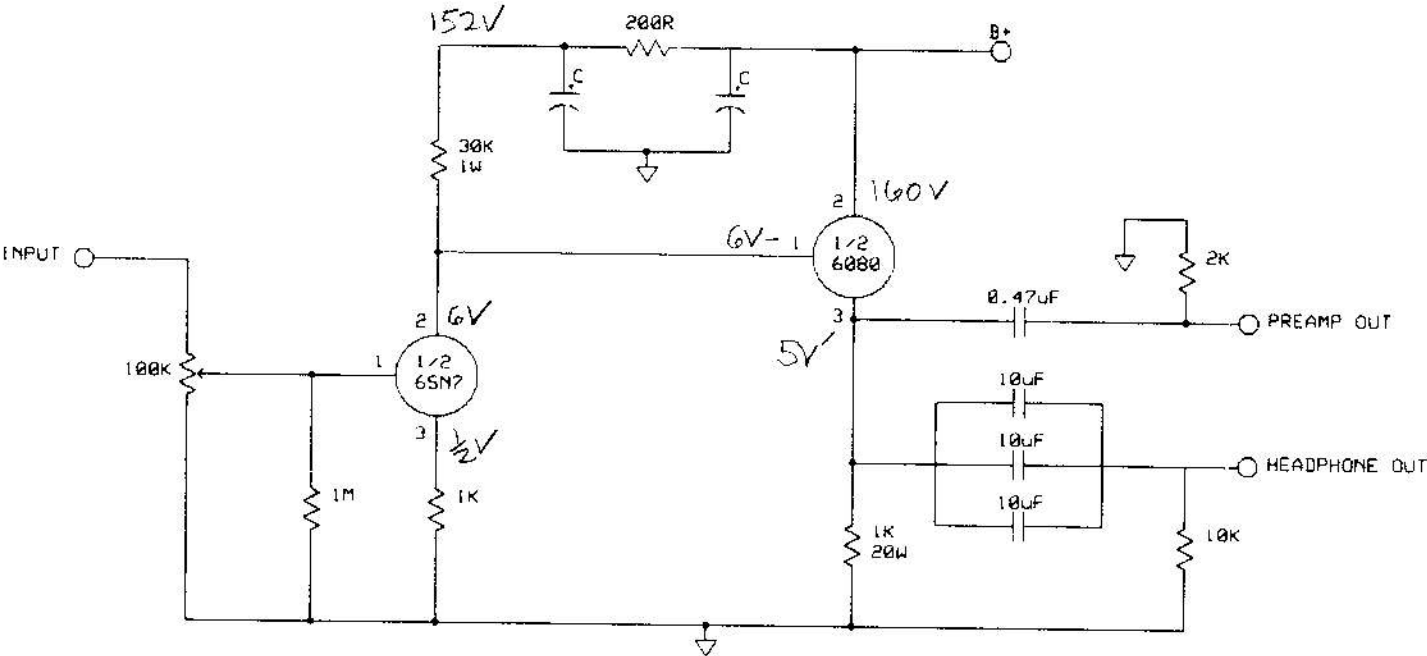 152V
200R
B+
C
C
30K
1W
160V
2
6V-
1
1/2
6080
INPUT
2K
0.47uF
2
6V
3
PREAMP OUT
5V
100K
1
1/2
6SN7
10uF
3
1/2V
10uF
HEADPHONE OUT
1M
1K
10uF
1K
20W
10K